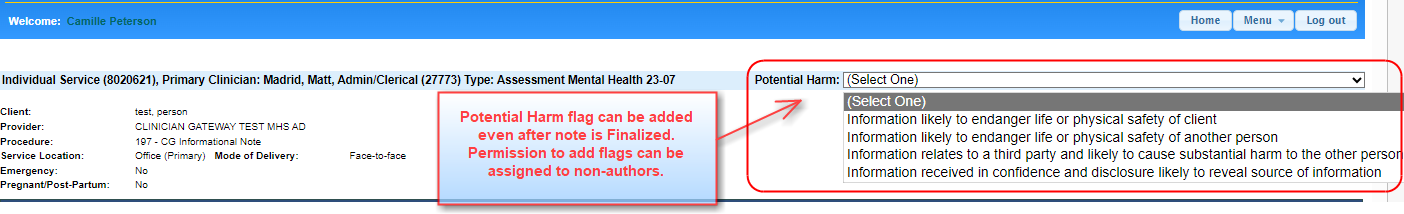 Welcome: Camille Peterson
Home
Menu
Log out
Individual Service (8020621), Primary Clinician: Madrid, Matt, Admin/Clerical (27773) Type: Assessment Mental Health 23-07
Potential Harm: (Select One)
(Select One)
Information likely to endanger life or physical safety of client
Information likely to endanger life or physical safety of another person
Information relates to a third party and likely to cause substantial harm to the other person
Information received in confidence and disclosure likely to reveal source of information
Potential Harm flag can be added
even after note is Finalized.
Permission to add flags can be
assigned to non-authors.
Client: test, person
Provider: CLINICIAN GATEWAY TEST MHS AD
Procedure: 197 - CG Informational Note
Service Location: Office (Primary) Mode of Delivery: Face-to-face
Emergency: No
Pregnant/Post-Partum: No